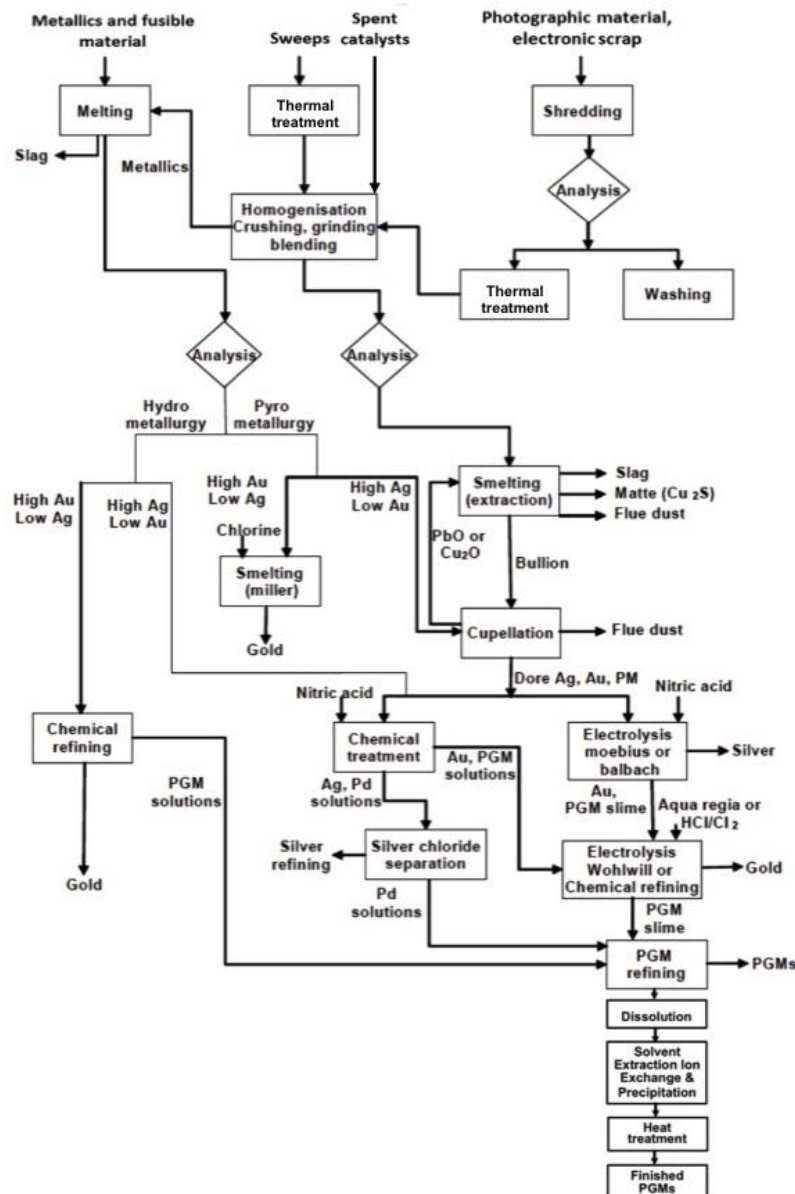 Metallics and fusible
material
Sweeps
Spent
catalysts
Photographic material,
electronic scrap
Melting
Thermal
treatment
Shredding
Slag
Metallics
Analysis
Homogenisation
Crushing, grinding
blending
Thermal
treatment
Washing
Analysis
Analysis
Hydro
metallurgy
Pyro
metallurgy
High Au
Low Ag
High Ag
Low Au
High Au
Low Ag
High Ag
Low Au
Smelting
(extraction)
Slag
Matte (Cu 2S)
Flue dust
Chlorine
PbO or
Cu2O
Bullion
Smelting
(miller)
Gold
Cupellation
Flue dust
Dore Ag, Au, PM
Nitric acid
Nitric acid
Chemical
refining
Chemical
treatment
Electrolysis
moebius or
balbach
Silver
PGM
solutions
Au, PGM
solutions
Ag, Pd
solutions
Au,
PGM slime
Aqua regia or
HCl/Cl 2
Silver
refining
Silver chloride
separation
Electrolysis
Wohlwill or
Chemical refining
Gold
Gold
Pd
solutions
PGM
slime
PGM
refining
PGMs
Dissolution
Solvent
Extraction Ion
Exchange &
Precipitation
Heat
treatment
Finished
PGMs